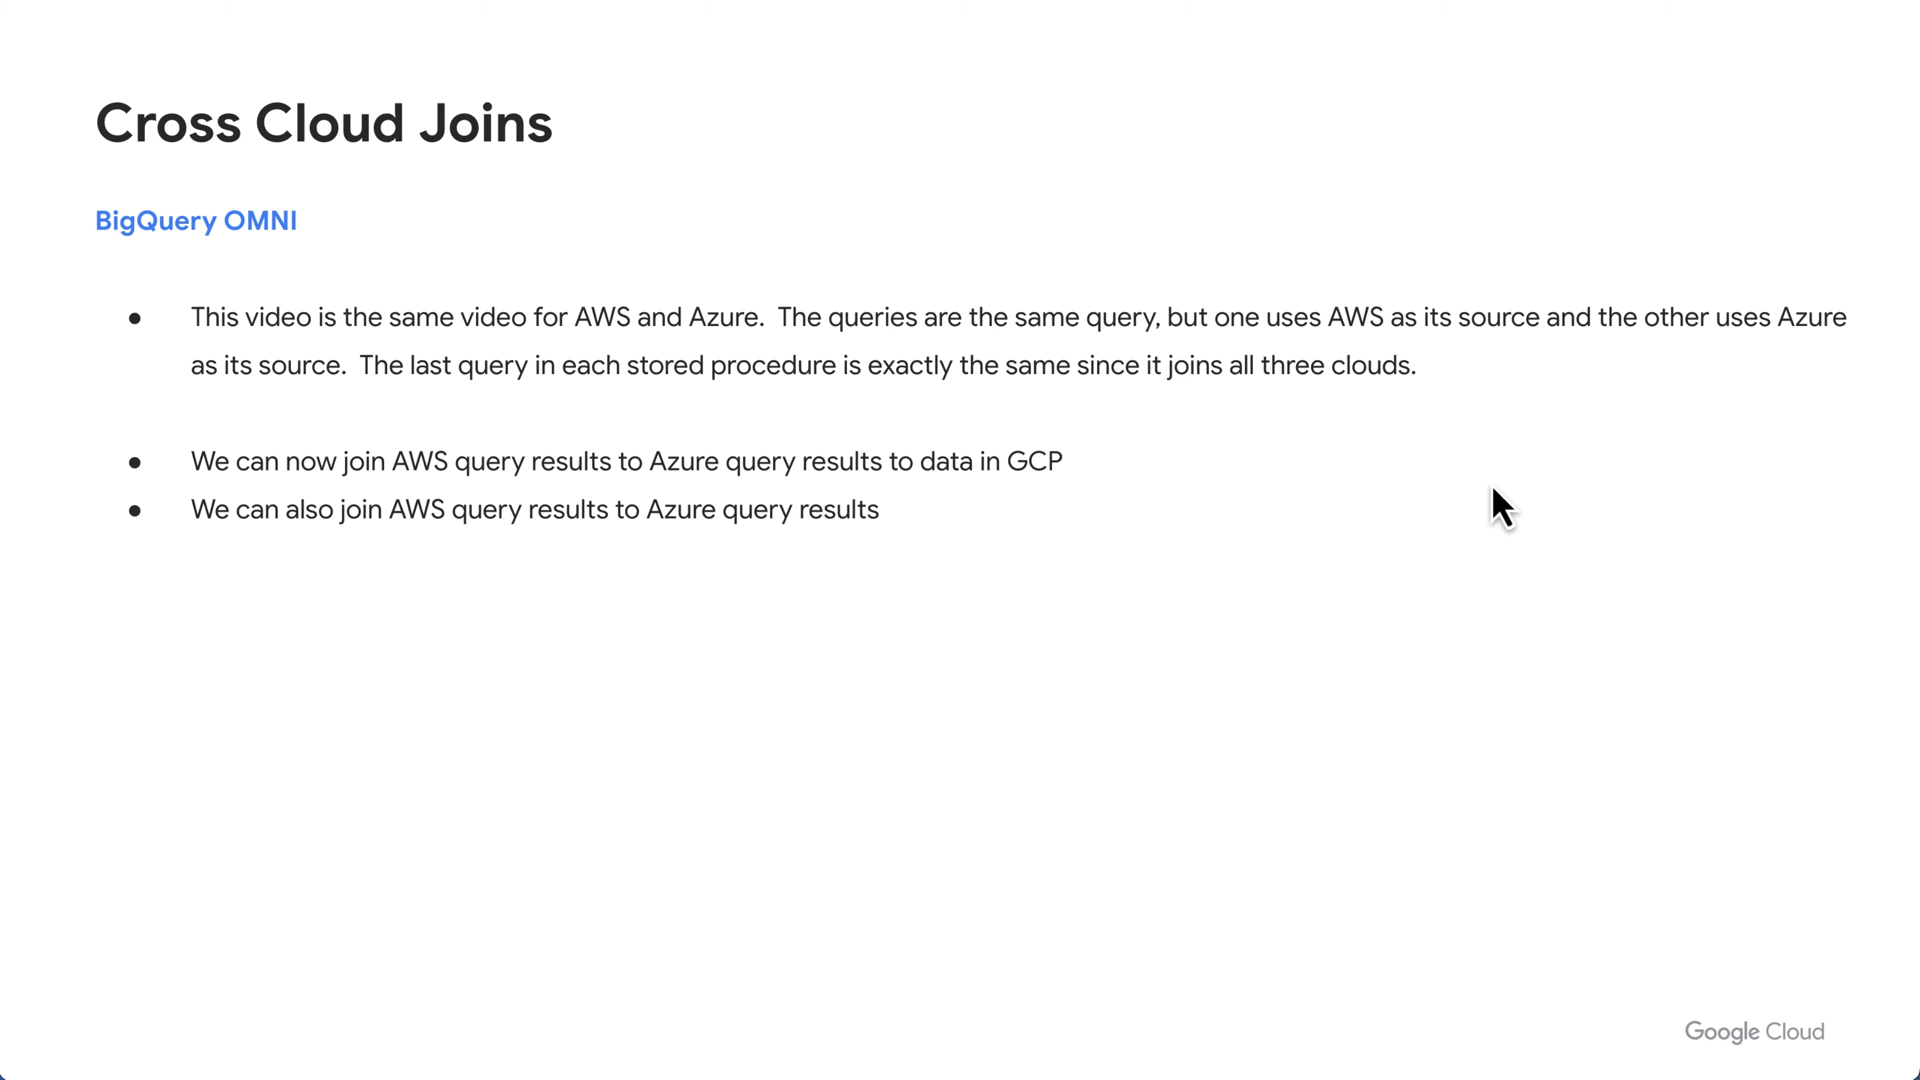 Cross Cloud Joins
BigQuery OMNI
● This video is the same video for AWS and Azure.  The queries are the same query, but one uses AWS as its source and the other uses Azure
as its source.  The last query in each stored procedure is exactly the same since it joins all three clouds.
● We can now join AWS query results to Azure query results to data in GCP
● We can also join AWS query results to Azure query results
Google Cloud